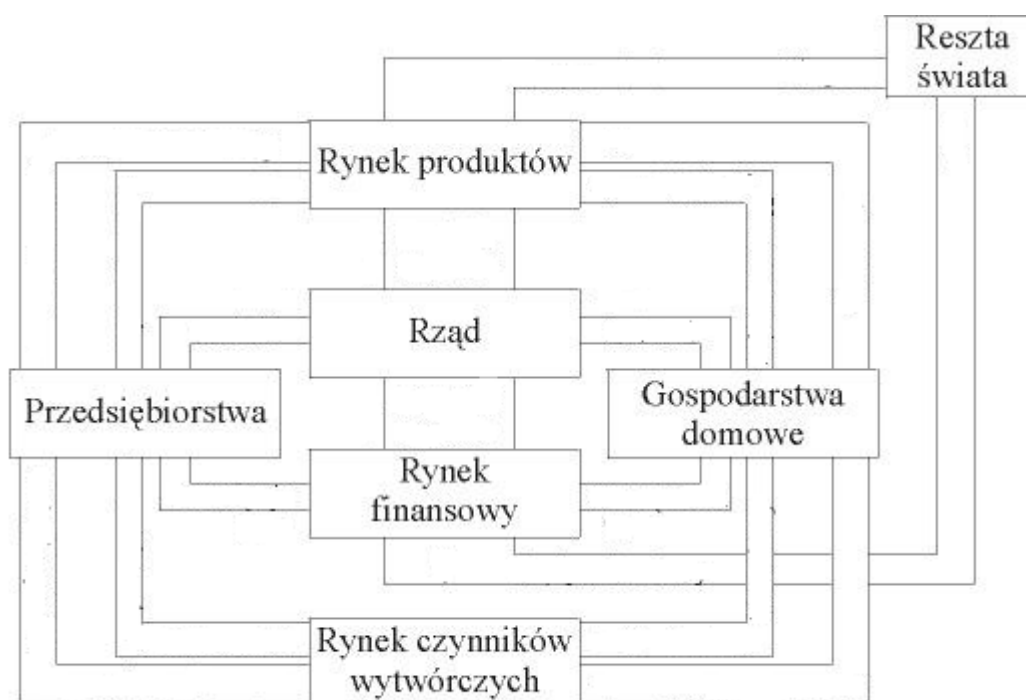 Reszta
świata
Rynek produktów
Rząd
Przedsiębiorstwa
Gospodarstwa
domowe
Rynek
finansowy
Rynek czynników
wytwórczych